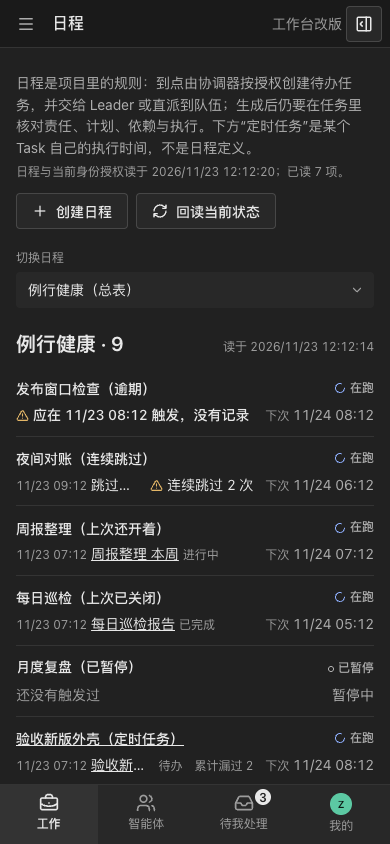 日程
工作台改版
日程是项目里的规则：到点由协调器按授权创建待办任
务，并交给 Leader 或直派到队伍；生成后仍要在任务里
核对责任、计划、依赖与执行。下方“定时任务”是某个
Task 自己的执行时间，不是日程定义。
日程与当前身份授权读于 2026/11/23 12:12:20；已读 7 项。
创建日程
回读当前状态
切换日程
例行健康（总表）
例行健康 · 9
读于 2026/11/23 12:12:14
发布窗口检查（逾期）
在跑
应在 11/23 08:12 触发，没有记录
下次 11/24 08:12
夜间对账（连续跳过）
在跑
11/23 09:12 跳过… 连续跳过 2 次 下次 11/24 06:12
周报整理（上次还开着）
在跑
11/23 07:12 周报整理 本周 进行中 下次 11/24 07:12
每日巡检（上次已关闭）
在跑
11/23 07:12 每日巡检报告 已完成 下次 11/24 05:12
月度复盘（已暂停）
已暂停
还没有触发过
暂停中
验收新版外壳（定时任务）
在跑
11/23 07:12 验收新… 待办 累计漏过 2 下次 11/24 08:12
3
z
工作
智能体
待我处理
我的